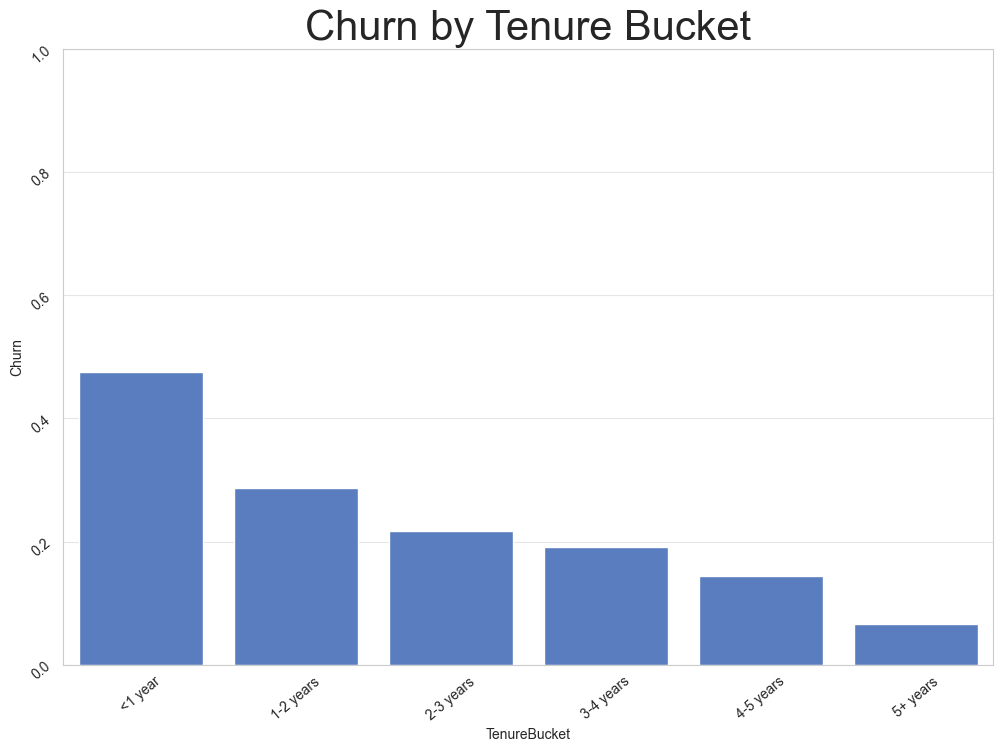 Churn by Tenure Bucket
1.0
0.8
0.6
0.4
0.2
0.0
Churn
<1 year
1-2 years
2-3 years
3-4 years
4-5 years
5+ years
TenureBucket